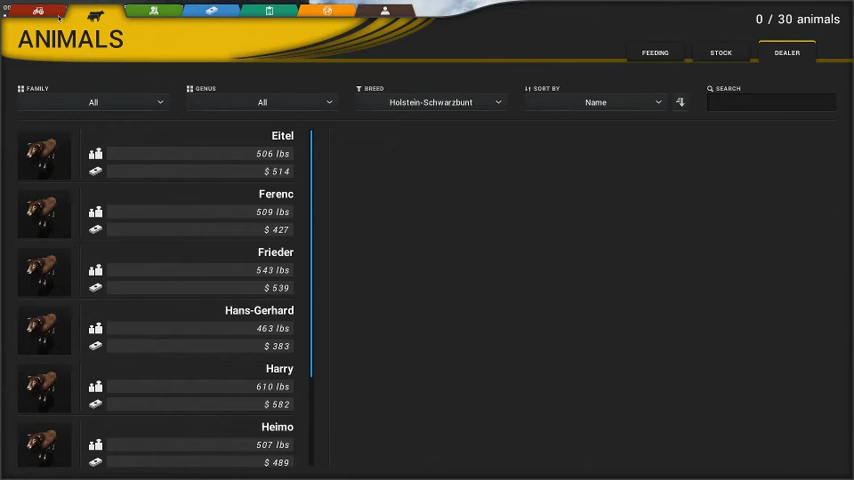 ANIMALS
0 / 30 animals
FEEDING
STOCK
DEALER
FAMILY
GENUS
BREED
SORT BY
SEARCH
All
All
Holstein-Schwarzbunt
Name
Eitel
506 lbs
$ 514
Ferenc
509 lbs
$ 427
Frieder
543 lbs
$ 539
Hans-Gerhard
463 lbs
$ 383
Harry
610 lbs
$ 582
Heimo
507 lbs
$ 489